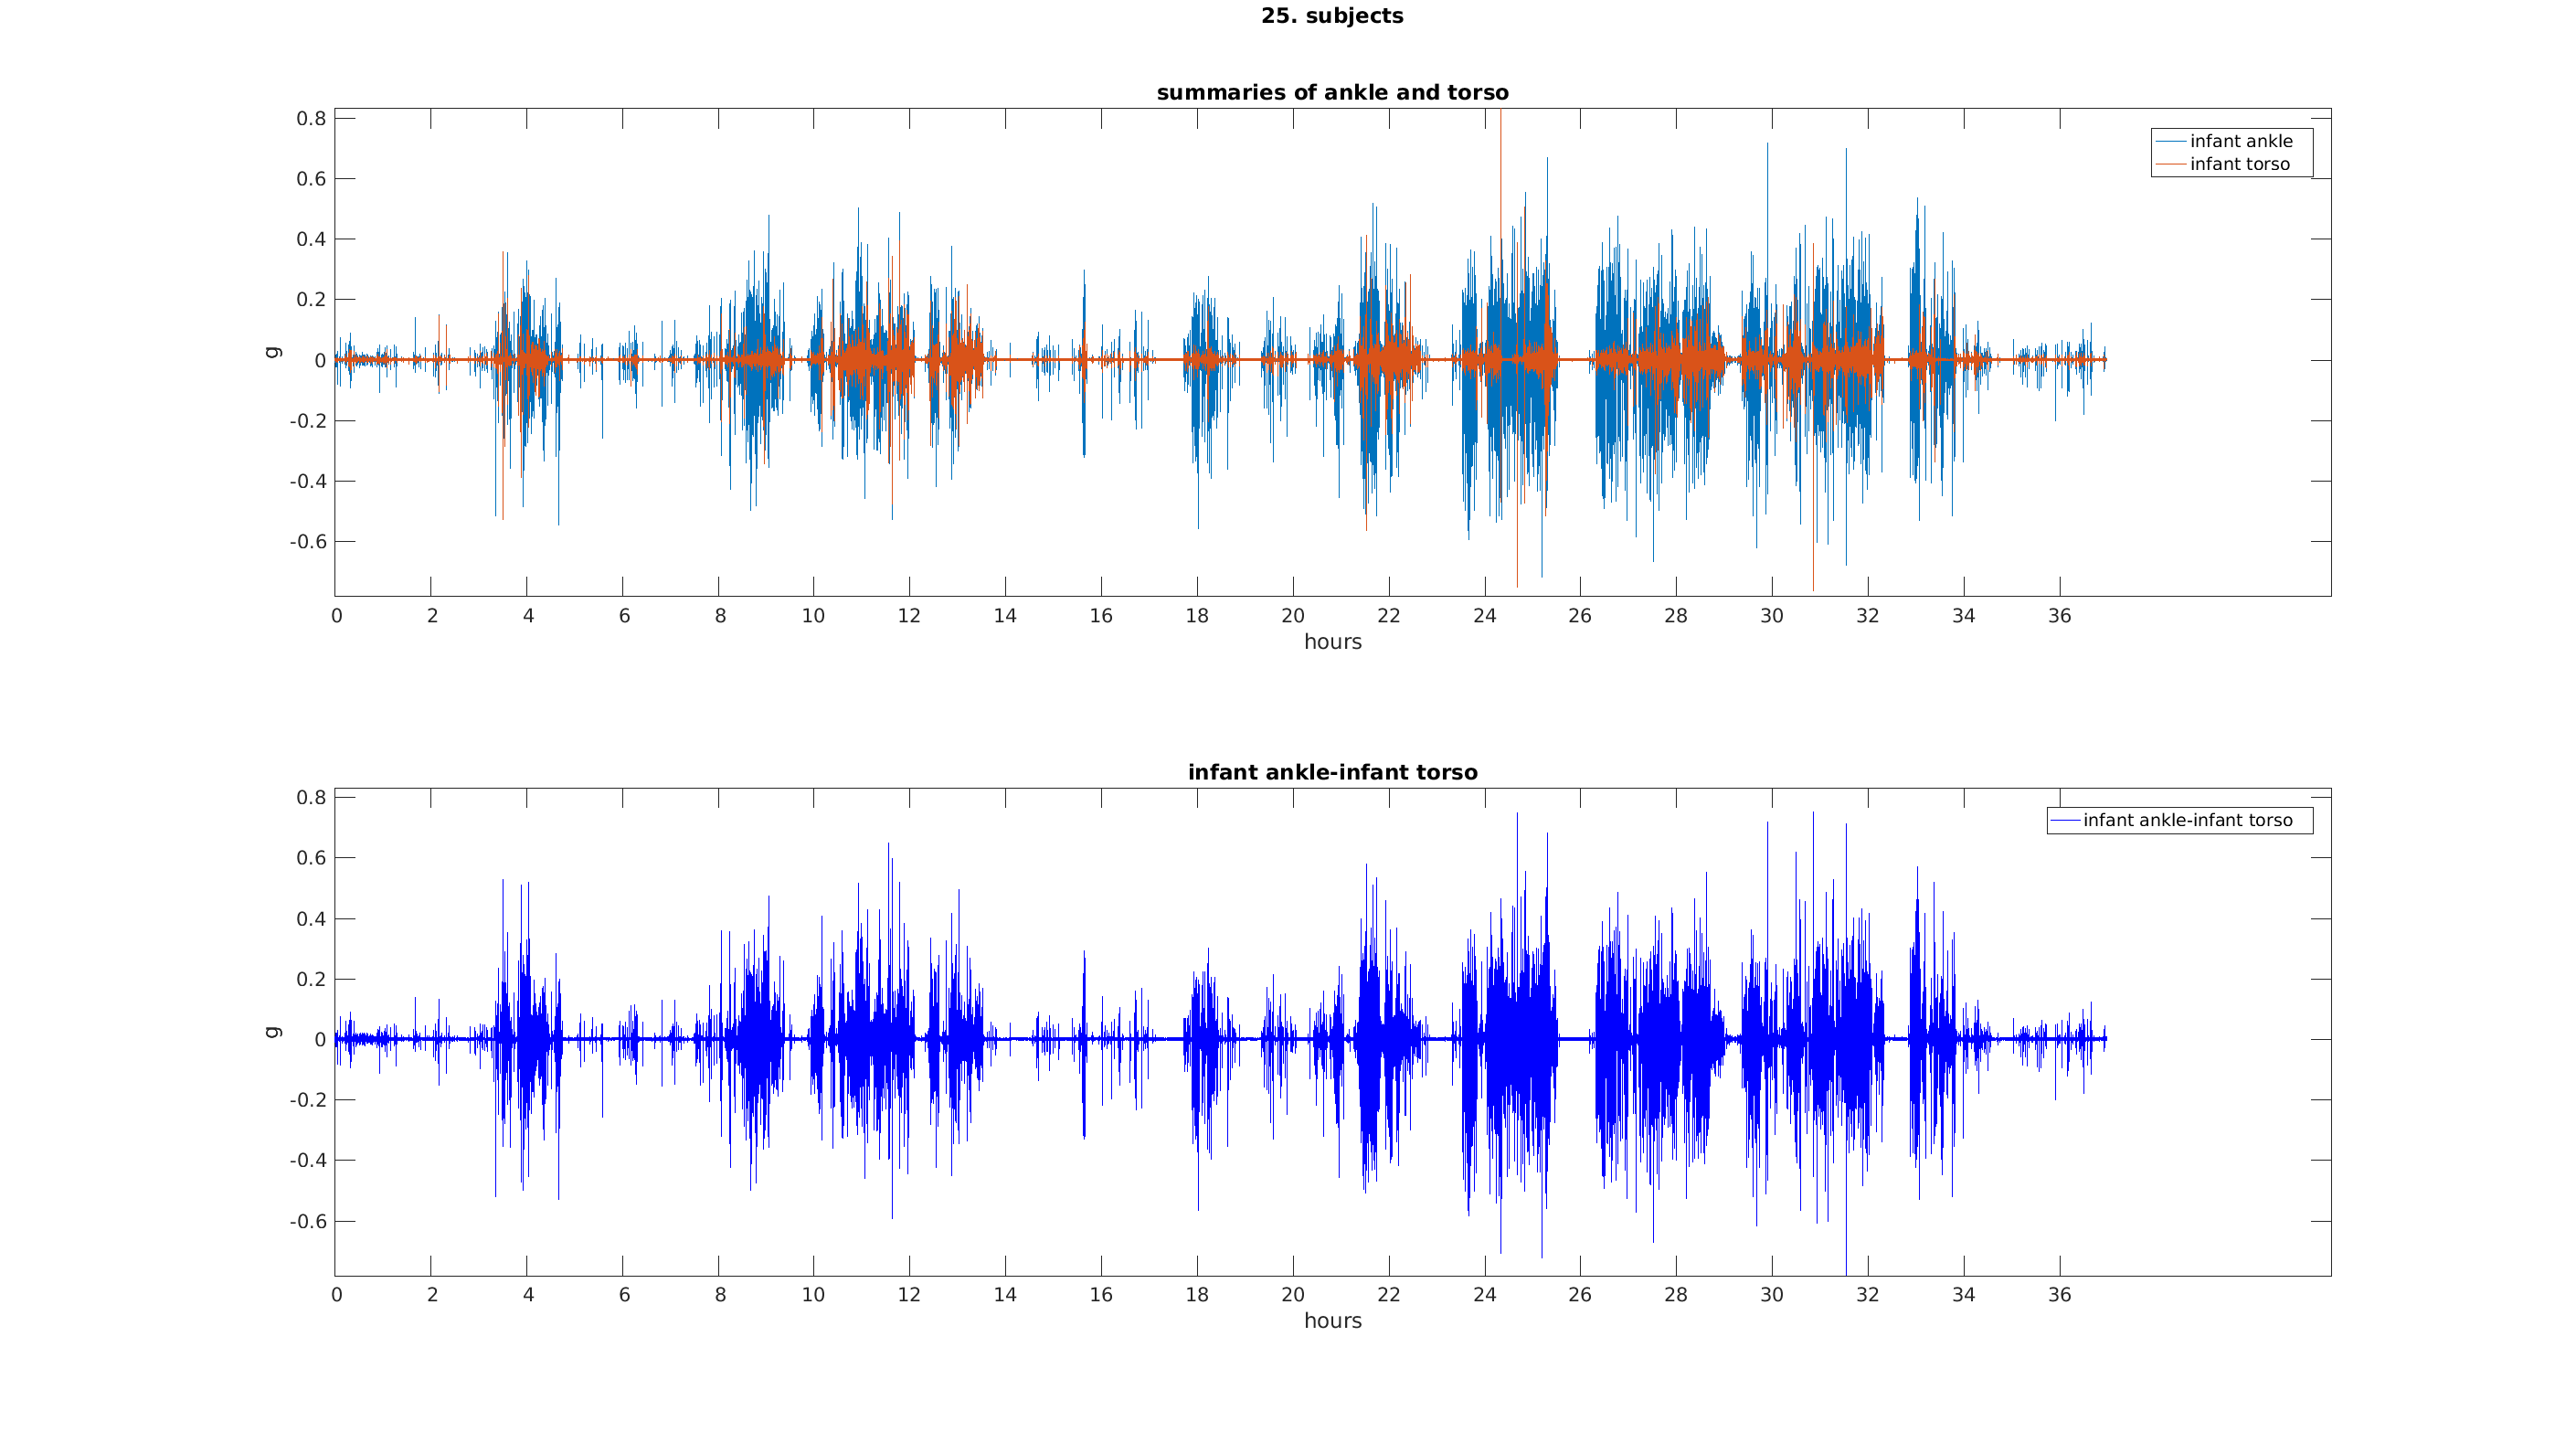 25. subjects
summaries of ankle and torso
0.8
0.6
0.4
0.2
0
-0.2
-0.4
-0.6
g
infant ankle
infant torso
0 2 4 6 8 10 12 14 16 18 20 22 24 26 28 30 32 34 36
hours
infant ankle-infant torso
0.8
0.6
0.4
0.2
0
-0.2
-0.4
-0.6
g
infant ankle-infant torso
0 2 4 6 8 10 12 14 16 18 20 22 24 26 28 30 32 34 36
hours